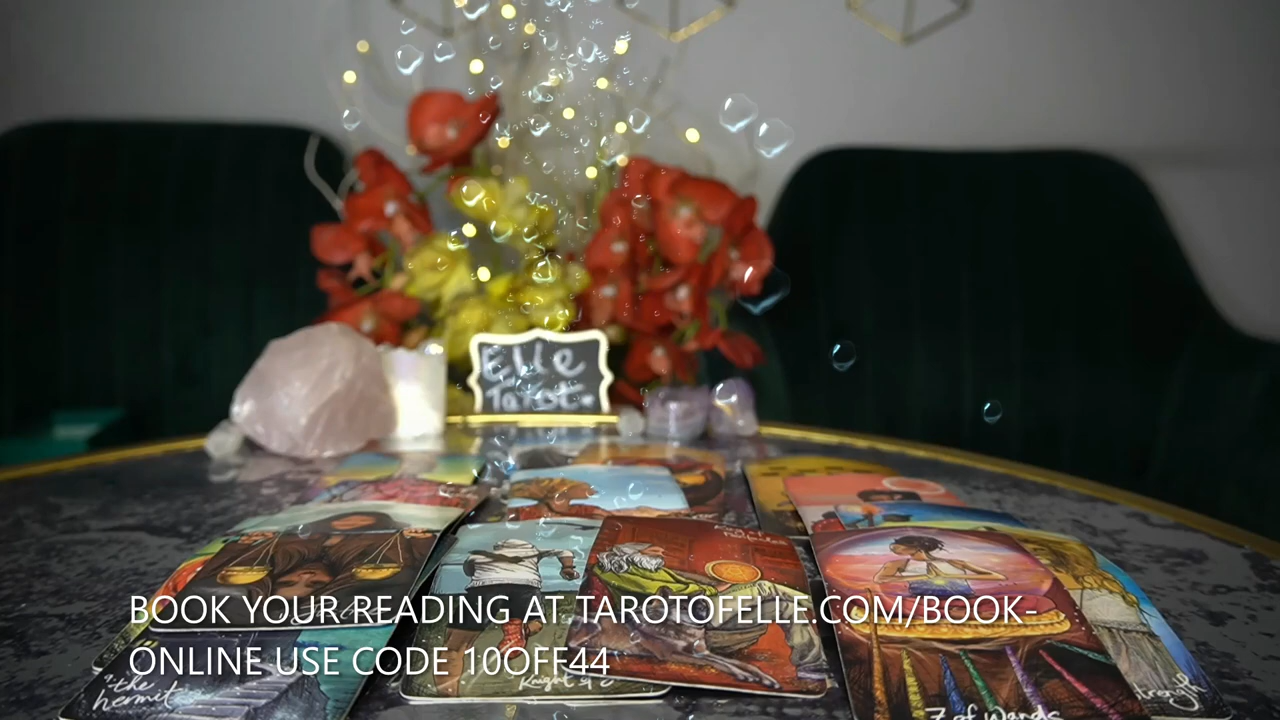 Elle
Tarot.
BOOK YOUR READING AT TAROTOFELLE.COM/BOOK-
ONLINE USE CODE 10OFF44
the
hermit
Knight of c
7 of Wands
trength